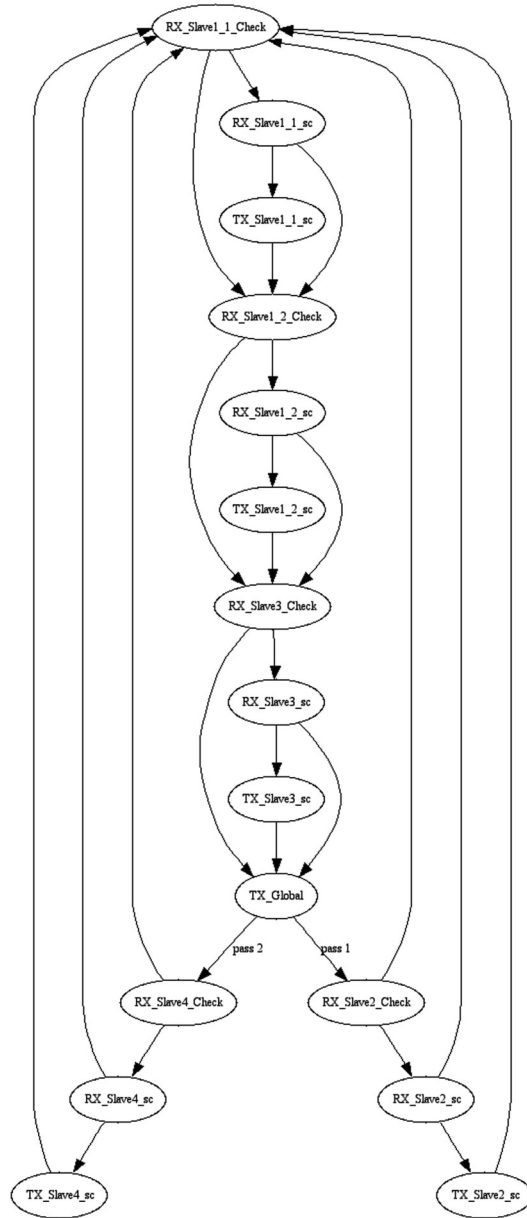 RX_Slave1_1_Check
RX_Slave1_1_sc
TX_Slave1_1_sc
RX_Slave1_2_Check
RX_Slave1_2_sc
TX_Slave1_2_sc
RX_Slave3_Check
RX_Slave3_sc
TX_Slave3_sc
TX_Global
pass 2 pass 1
RX_Slave4_Check RX_Slave2_Check
RX_Slave4_sc RX_Slave2_sc
TX_Slave4_sc TX_Slave2_sc